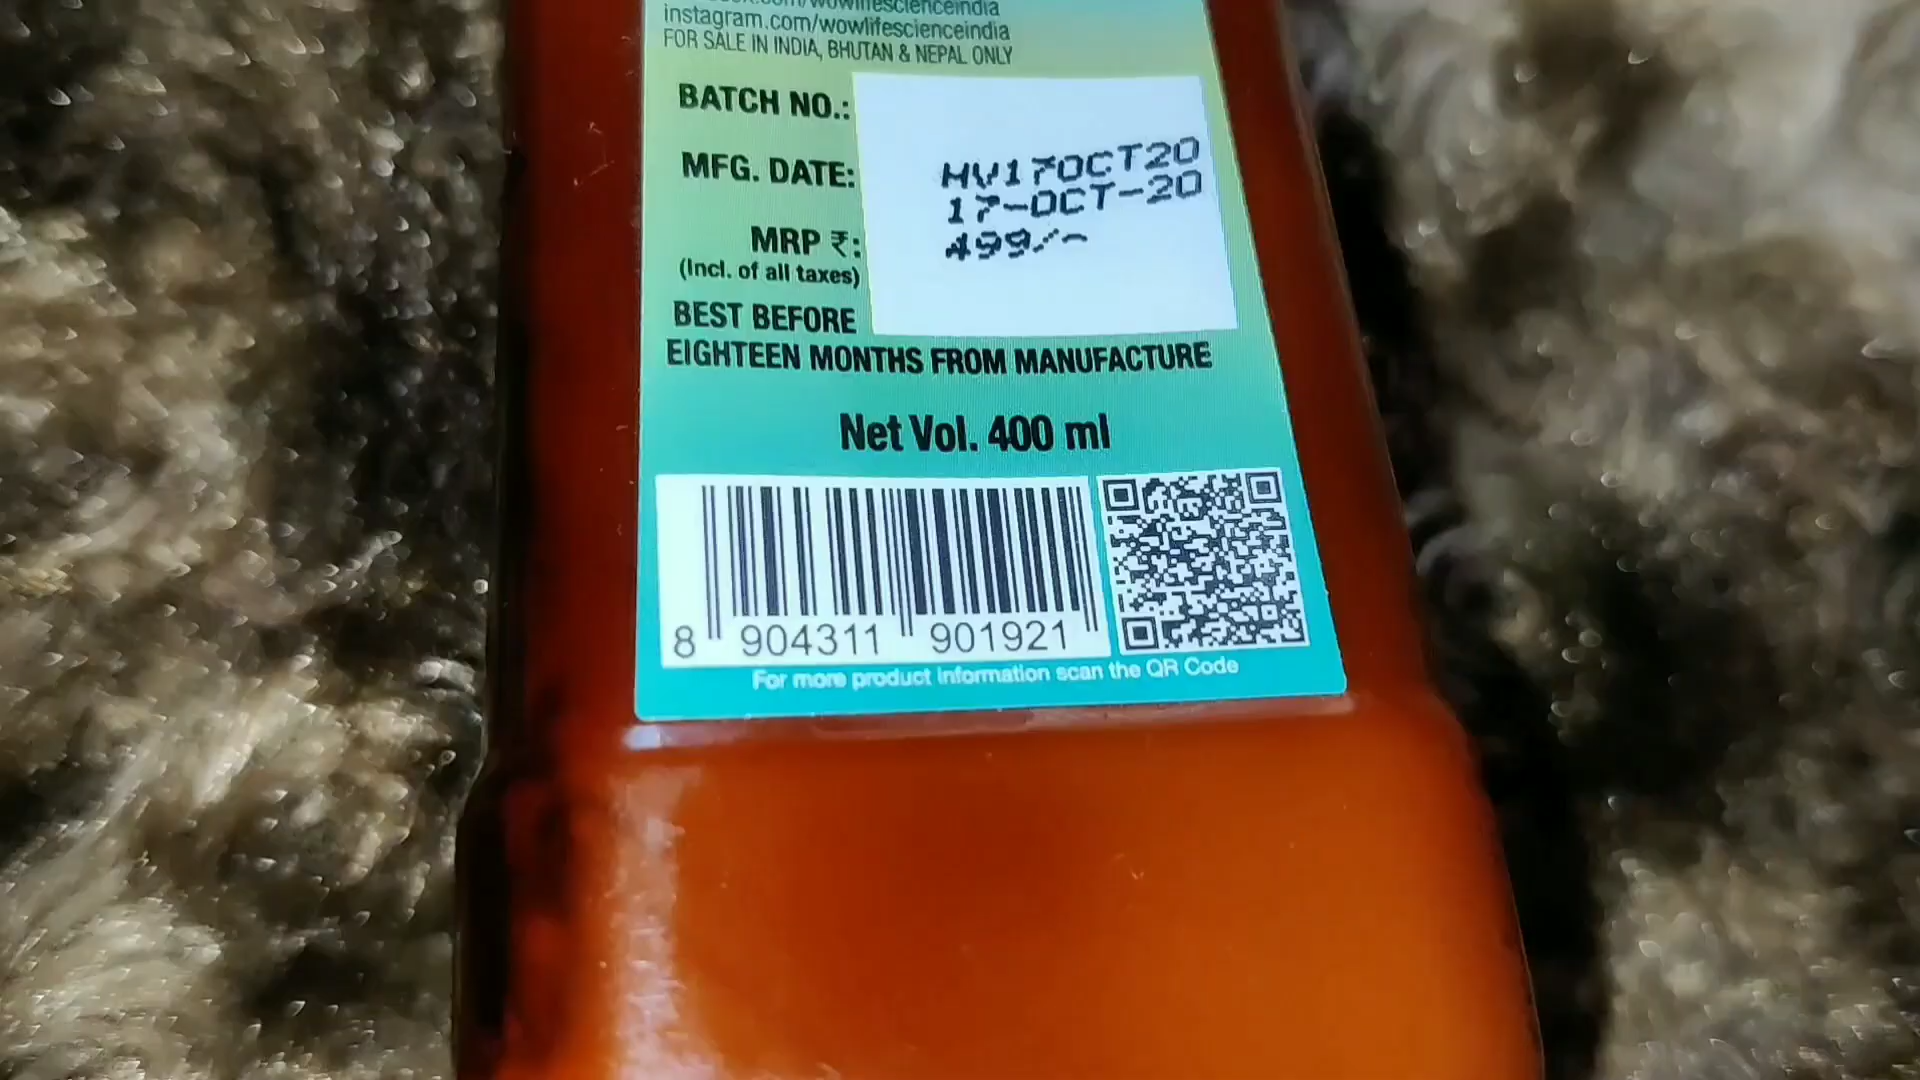 instagram.com/wowlifescienceindia
FOR SALE IN INDIA, BHUTAN & NEPAL ONLY
BATCH NO.: HV17OCT20
MFG. DATE: 17-OCT-20
MRP ₹: 499/-
(Incl. of all taxes)
BEST BEFORE
EIGHTEEN MONTHS FROM MANUFACTURE
Net Vol. 400 ml
8 904311 901921
For more product information scan the QR Code